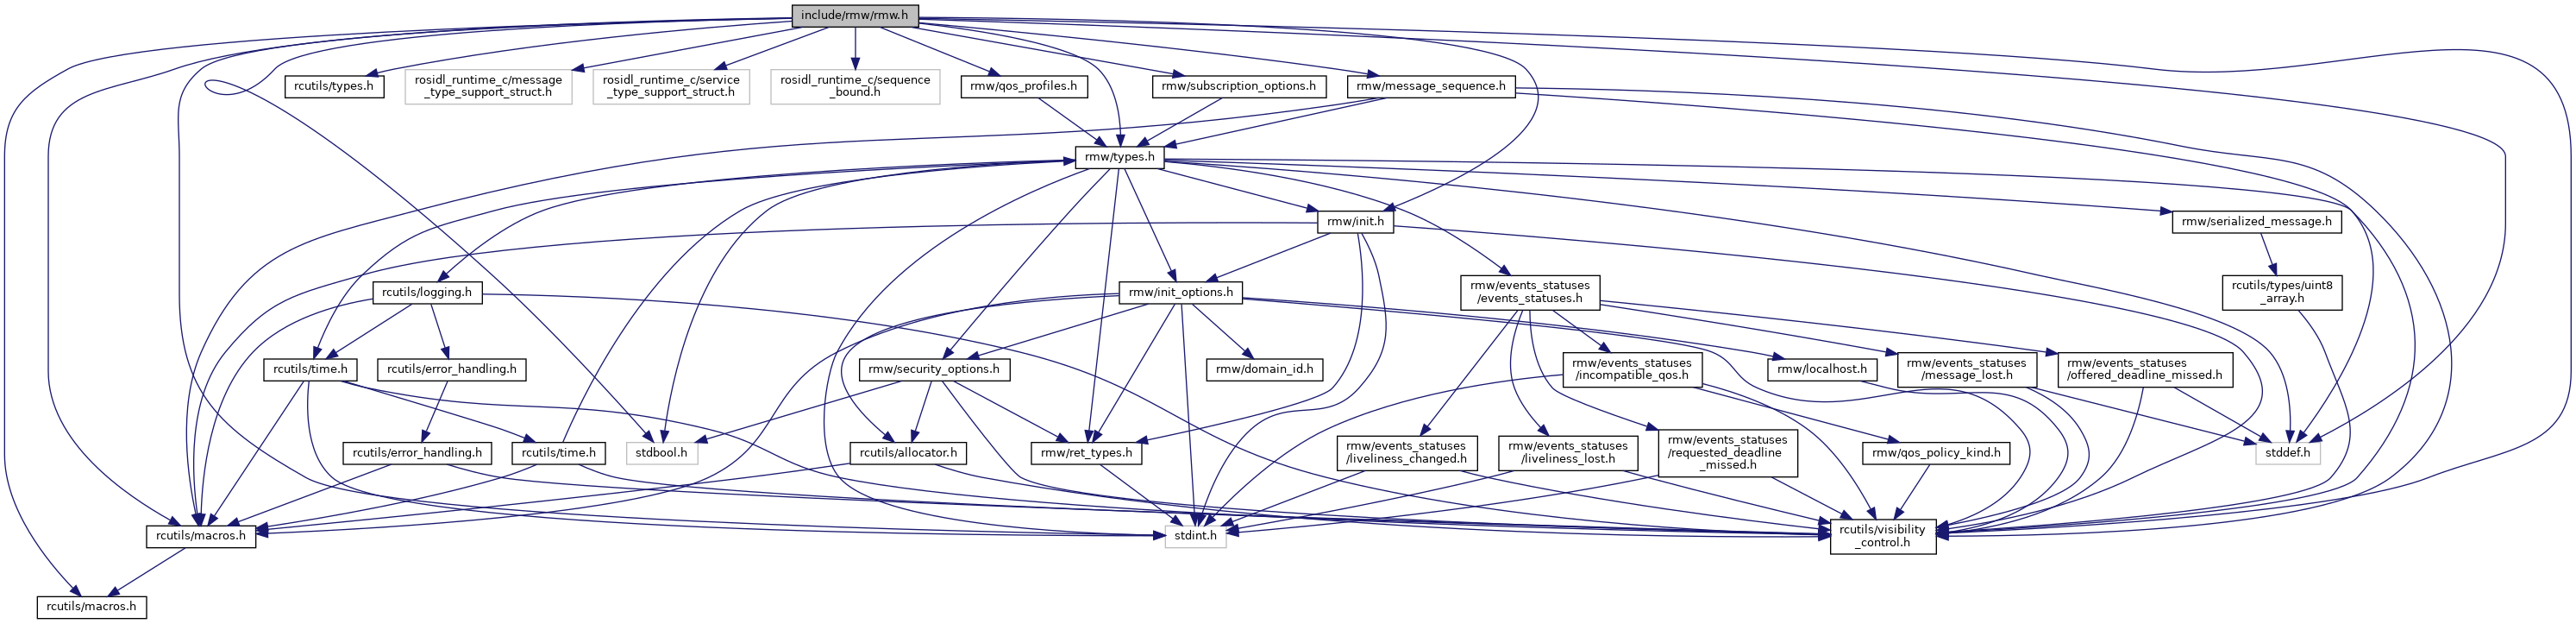 include/rmw/rmw.h
rcutils/types.h
rosidl_runtime_c/message
_type_support_struct.h
rosidl_runtime_c/service
_type_support_struct.h
rosidl_runtime_c/sequence
_bound.h
rmw/qos_profiles.h
rmw/subscription_options.h
rmw/message_sequence.h
rmw/types.h
rmw/init.h
rmw/serialized_message.h
rcutils/logging.h
rmw/init_options.h
rmw/events_statuses
/events_statuses.h
rcutils/types/uint8
_array.h
rcutils/time.h
rcutils/error_handling.h
rmw/security_options.h
rmw/domain_id.h
rmw/events_statuses
/incompatible_qos.h
rmw/localhost.h
rmw/events_statuses
/message_lost.h
rmw/events_statuses
/offered_deadline_missed.h
rcutils/error_handling.h
rcutils/time.h
stdbool.h
rcutils/allocator.h
rmw/ret_types.h
rmw/events_statuses
/liveliness_changed.h
rmw/events_statuses
/liveliness_lost.h
rmw/events_statuses
/requested_deadline
_missed.h
rmw/qos_policy_kind.h
stddef.h
rcutils/macros.h
stdint.h
rcutils/visibility
_control.h
rcutils/macros.h